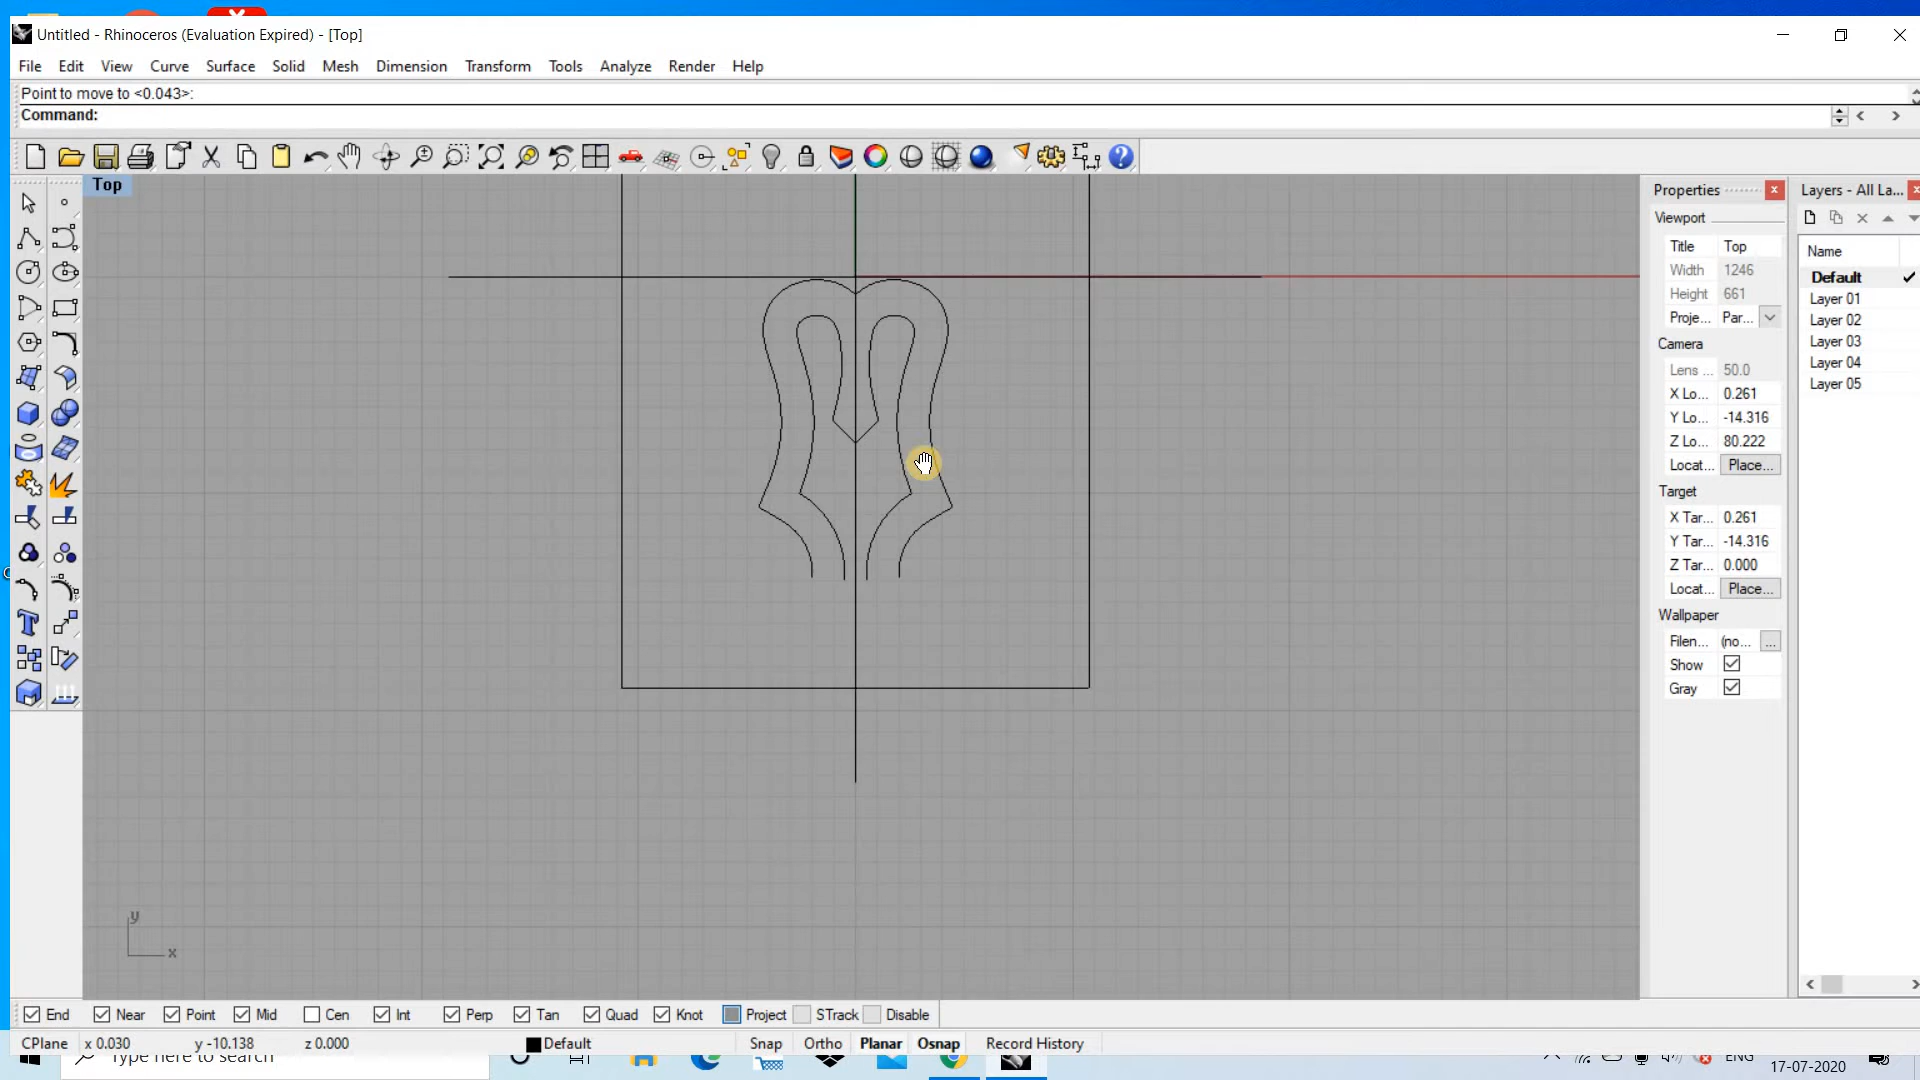 Untitled - Rhinoceros (Evaluation Expired) - [Top]
File Edit View Curve Surface Solid Mesh Dimension Transform Tools Analyze Render Help
Point to move to <0.043>:
Command:
Top
Properties
Layers - All La...
Viewport
Title Top
Width 1246
Height 661
Proje... Par...
Camera
Lens ... 50.0
X Lo... 0.261
Y Lo... -14.316
Z Lo... 80.222
Locat... Place...
Target
X Tar... 0.261
Y Tar... -14.316
Z Tar... 0.000
Locat... Place...
Wallpaper
Filen... (no... ...
Show
Gray
Name
Default
Layer 01
Layer 02
Layer 03
Layer 04
Layer 05
y
x
End Near Point Mid Cen Int Perp Tan Quad Knot Project STrack Disable
CPlane x 0.030 y -10.138 z 0.000 Default Snap Ortho Planar Osnap Record History
Type here to search
ENG
17-07-2020